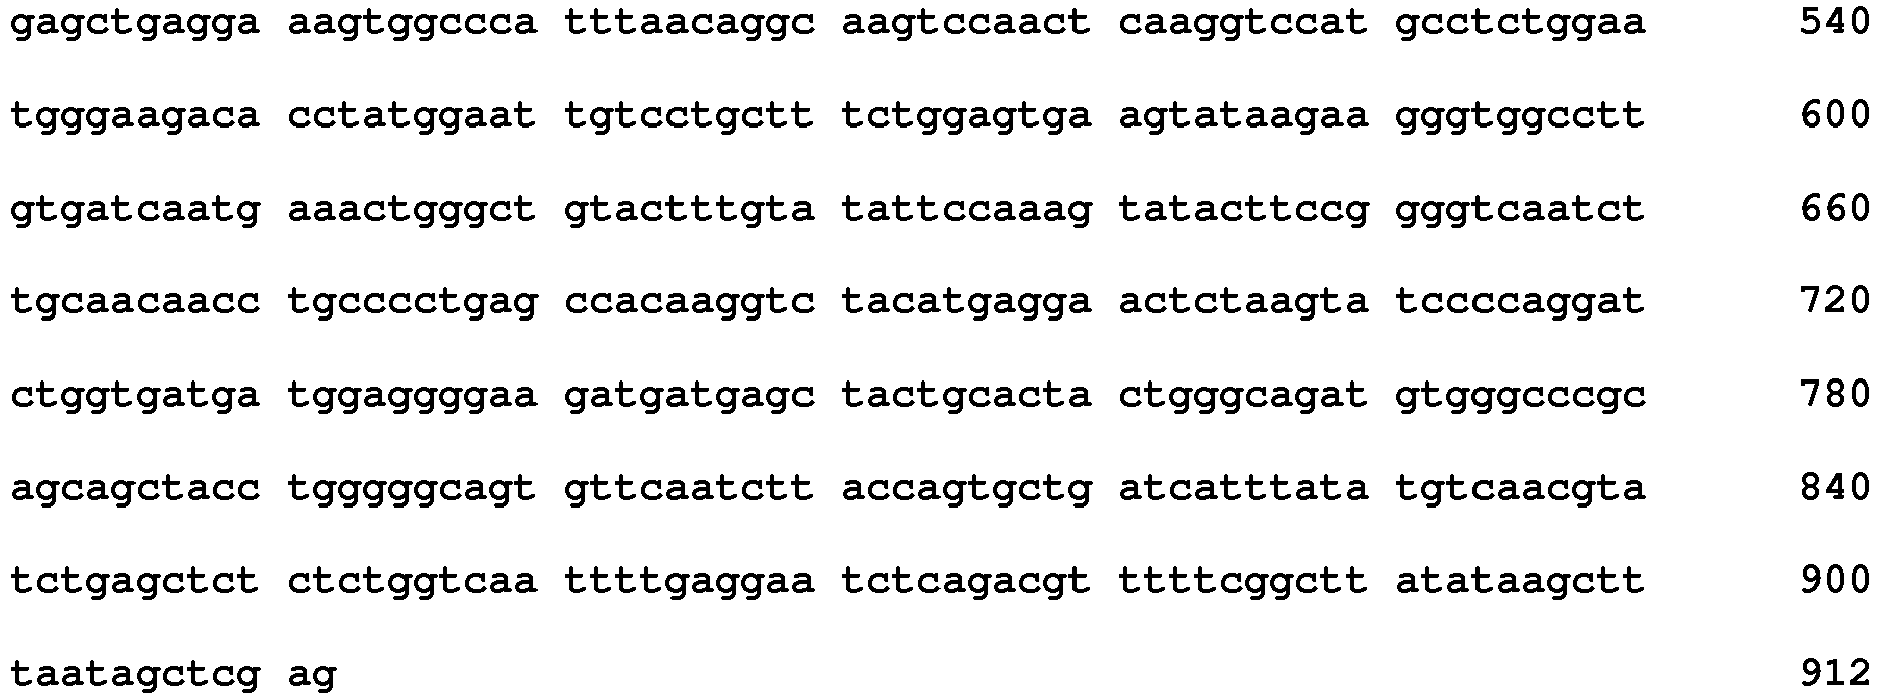 gagctgagga aagtggccca tttaacaggc aagtccaact caaggtccat gcctctggaa 540
tgggaagaca cctatggaat tgtcctgctt tctggagtga agtataagaa gggtggcctt 600
gtgatcaatg aaactgggct gtactttgta tattccaaag tatacttccg gggtcaatct 660
tgcaacaacc tgcccctgag ccacaaggtc tacatgagga actctaagta tccccaggat 720
ctggtgatga tggaggggaa gatgatgagc tactgcacta ctgggcagat gtgggcccgc 780
agcagctacc tgggggcagt gttcaatctt accagtgctg atcatttata tgtcaacgta 840
tctgagctct ctctggtcaa ttttgaggaa tctcagacgt ttttcggctt atataagctt 900
taatagctcg ag 912